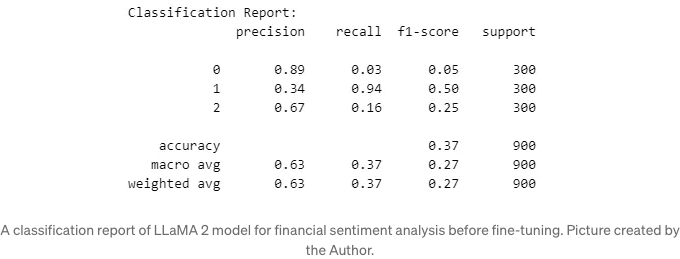 Classification Report:
precision recall f1-score support
0 0.89 0.03 0.05 300
1 0.34 0.94 0.50 300
2 0.67 0.16 0.25 300
accuracy 0.37 900
macro avg 0.63 0.37 0.27 900
weighted avg 0.63 0.37 0.27 900
A classification report of LLaMA 2 model for financial sentiment analysis before fine-tuning. Picture created by
the Author.